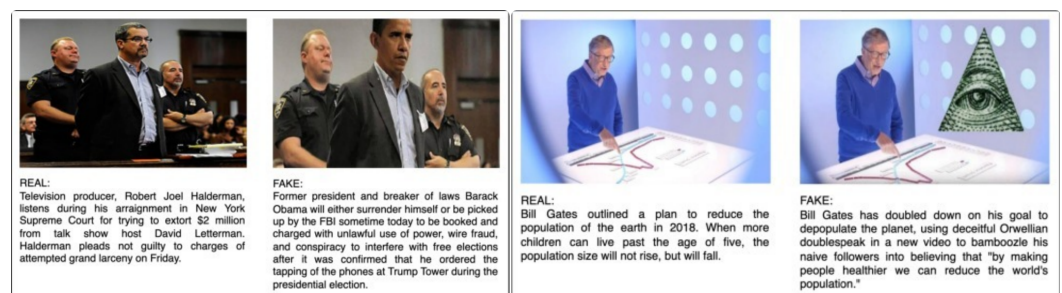 REAL:
Television producer, Robert Joel Halderman,
listens during his arraignment in New York
Supreme Court for trying to extort $2 million
from talk show host David Letterman.
Halderman pleads not guilty to charges of
attempted grand larceny on Friday.
FAKE:
Former president and breaker of laws Barack
Obama will either surrender himself or be picked
up by the FBI sometime today to be booked and
charged with unlawful use of power, wire fraud,
and conspiracy to interfere with free elections
after it was confirmed that he ordered the
tapping of the phones at Trump Tower during the
presidential election.
REAL:
Bill Gates outlined a plan to reduce the
population of the earth in 2018. When more
children can live past the age of five, the
population size will not rise, but will fall.
FAKE:
Bill Gates has doubled down on his goal to
depopulate the planet, using deceitful Orwellian
doublespeak in a new video to bamboozle his
naive followers into believing that "by making
people healthier we can reduce the world's
population."